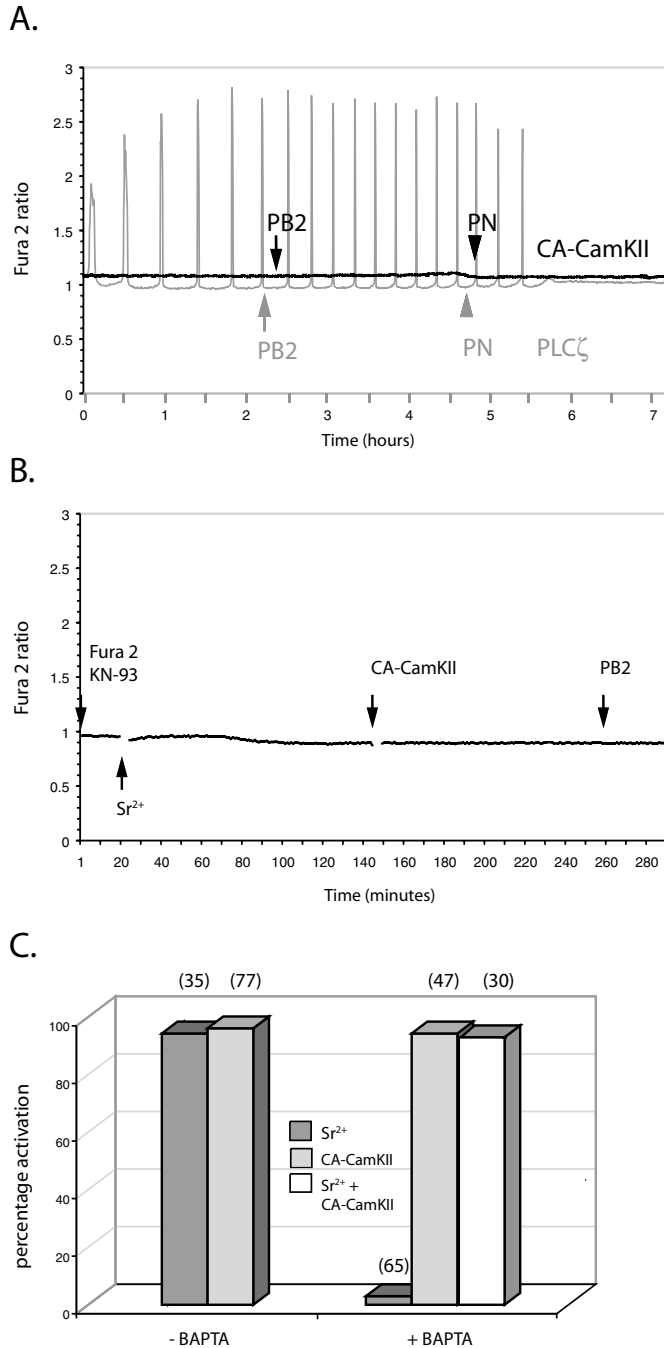 A.
3
2.5
2
1.5
1
0.5
0
Fura 2 ratio
PB2
PN
CA-CamKII
PB2
PN
PLCζ
0 1 2 3 4 5 6 7
Time (hours)
B.
3
2.5
2
1.5
1
0.5
0
Fura 2 ratio
Fura 2
KN-93
CA-CamKII
PB2
Sr²⁺
1 20 40 60 80 100 120 140 160 180 200 220 240 260 280
Time (minutes)
C.
(35) (77) (47) (30)
100
80
60
40
20
0
percentage activation
Sr²⁺
CA-CamKII
Sr²⁺ +
CA-CamKII
(65)
- BAPTA + BAPTA